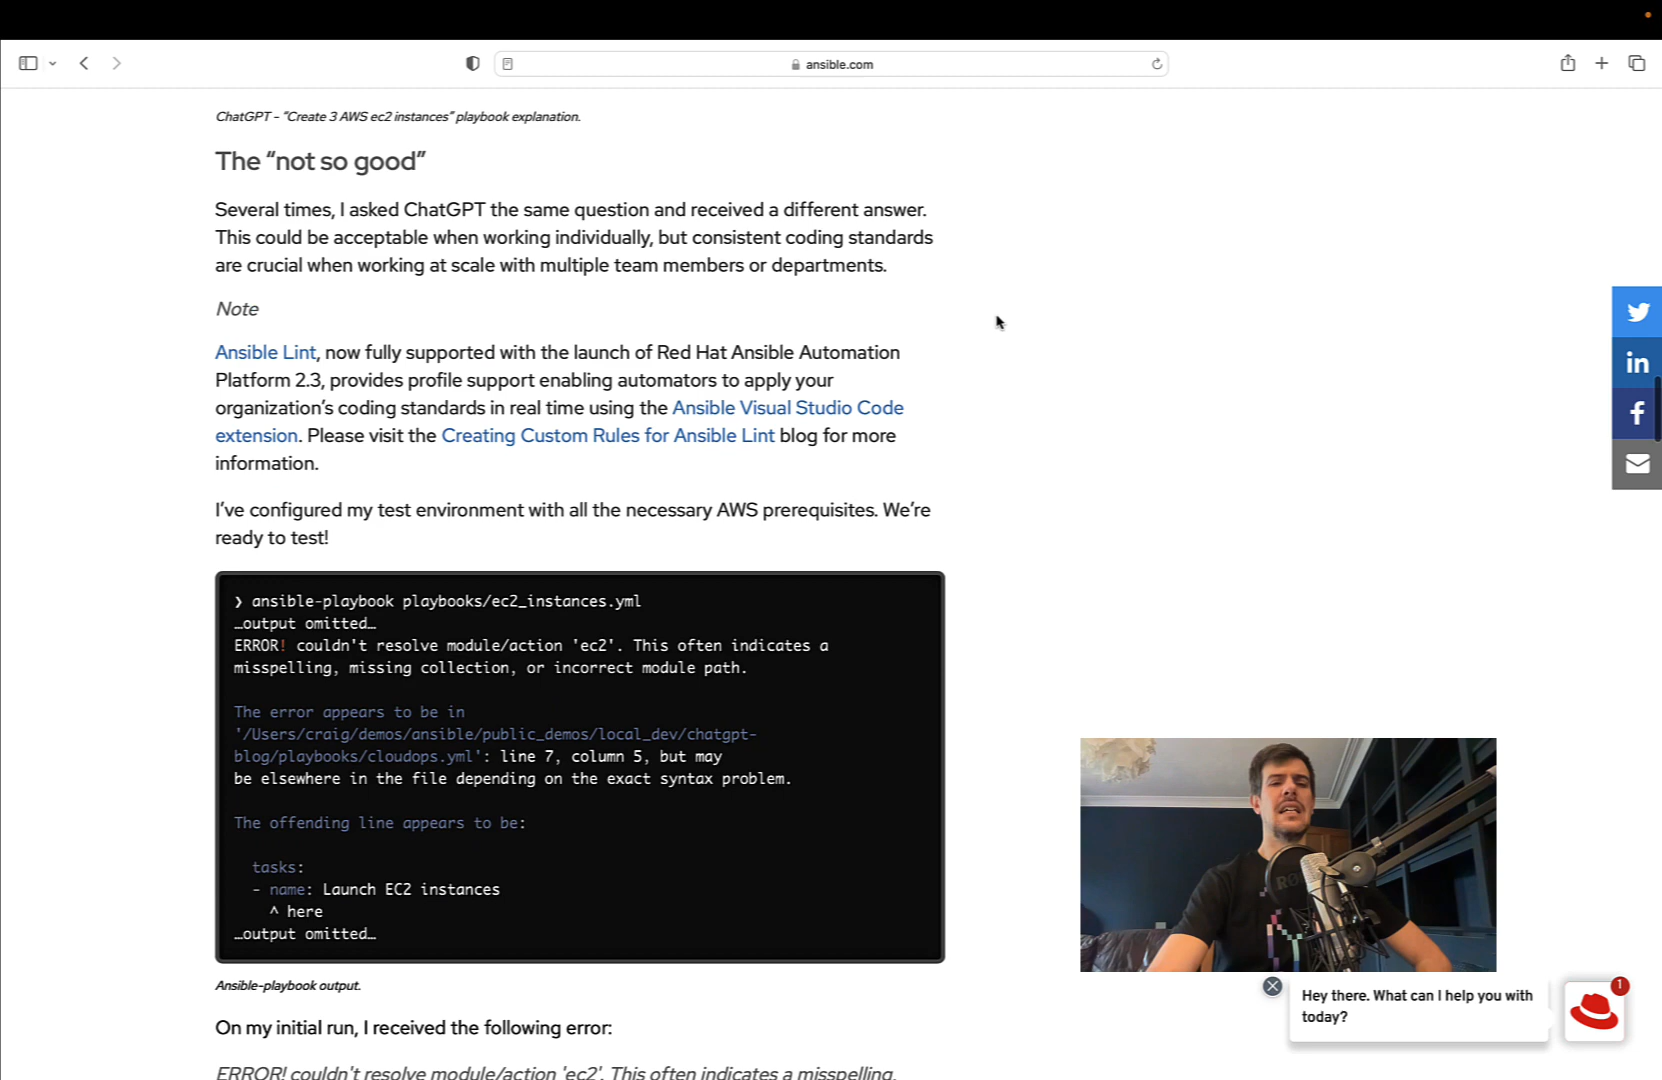 ansible.com
ChatGPT - “Create 3 AWS ec2 instances” playbook explanation.
The “not so good”
Several times, I asked ChatGPT the same question and received a different answer.
This could be acceptable when working individually, but consistent coding standards
are crucial when working at scale with multiple team members or departments.
Note
Ansible Lint, now fully supported with the launch of Red Hat Ansible Automation
Platform 2.3, provides profile support enabling automators to apply your
organization’s coding standards in real time using the Ansible Visual Studio Code
extension. Please visit the Creating Custom Rules for Ansible Lint blog for more
information.
I’ve configured my test environment with all the necessary AWS prerequisites. We’re
ready to test!
❯ ansible-playbook playbooks/ec2_instances.yml
…output omitted…
ERROR! couldn't resolve module/action 'ec2'. This often indicates a
misspelling, missing collection, or incorrect module path.
The error appears to be in
'/Users/craig/demos/ansible/public_demos/local_dev/chatgpt-
blog/playbooks/cloudops.yml': line 7, column 5, but may
be elsewhere in the file depending on the exact syntax problem.
The offending line appears to be:
tasks:
- name: Launch EC2 instances
^ here
…output omitted…
Ansible-playbook output.
On my initial run, I received the following error:
ERROR! couldn't resolve module/action 'ec2'. This often indicates a misspelling,
in
f
Hey there. What can I help you with
today?
1